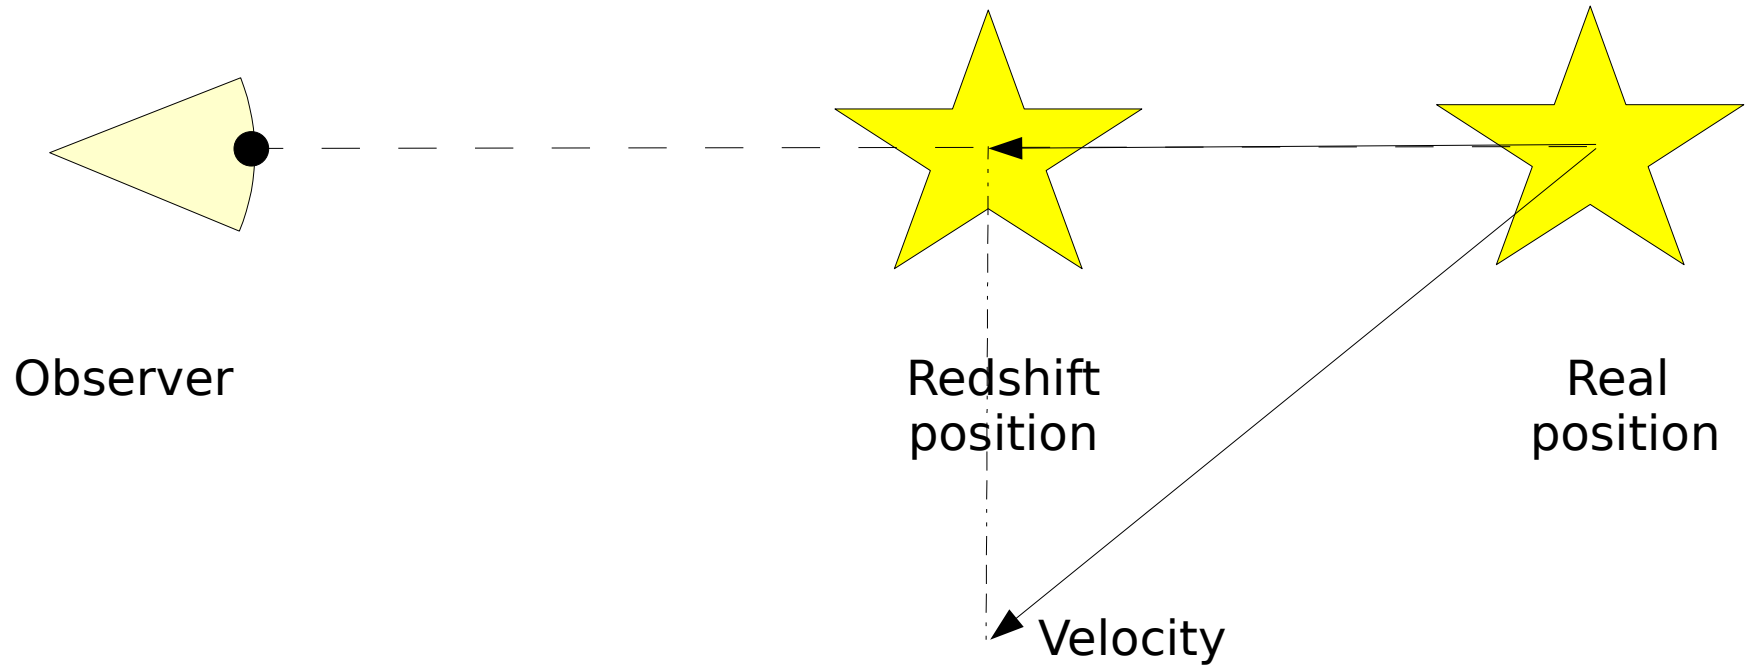 Observer
Redshift
position
Real
position
Velocity